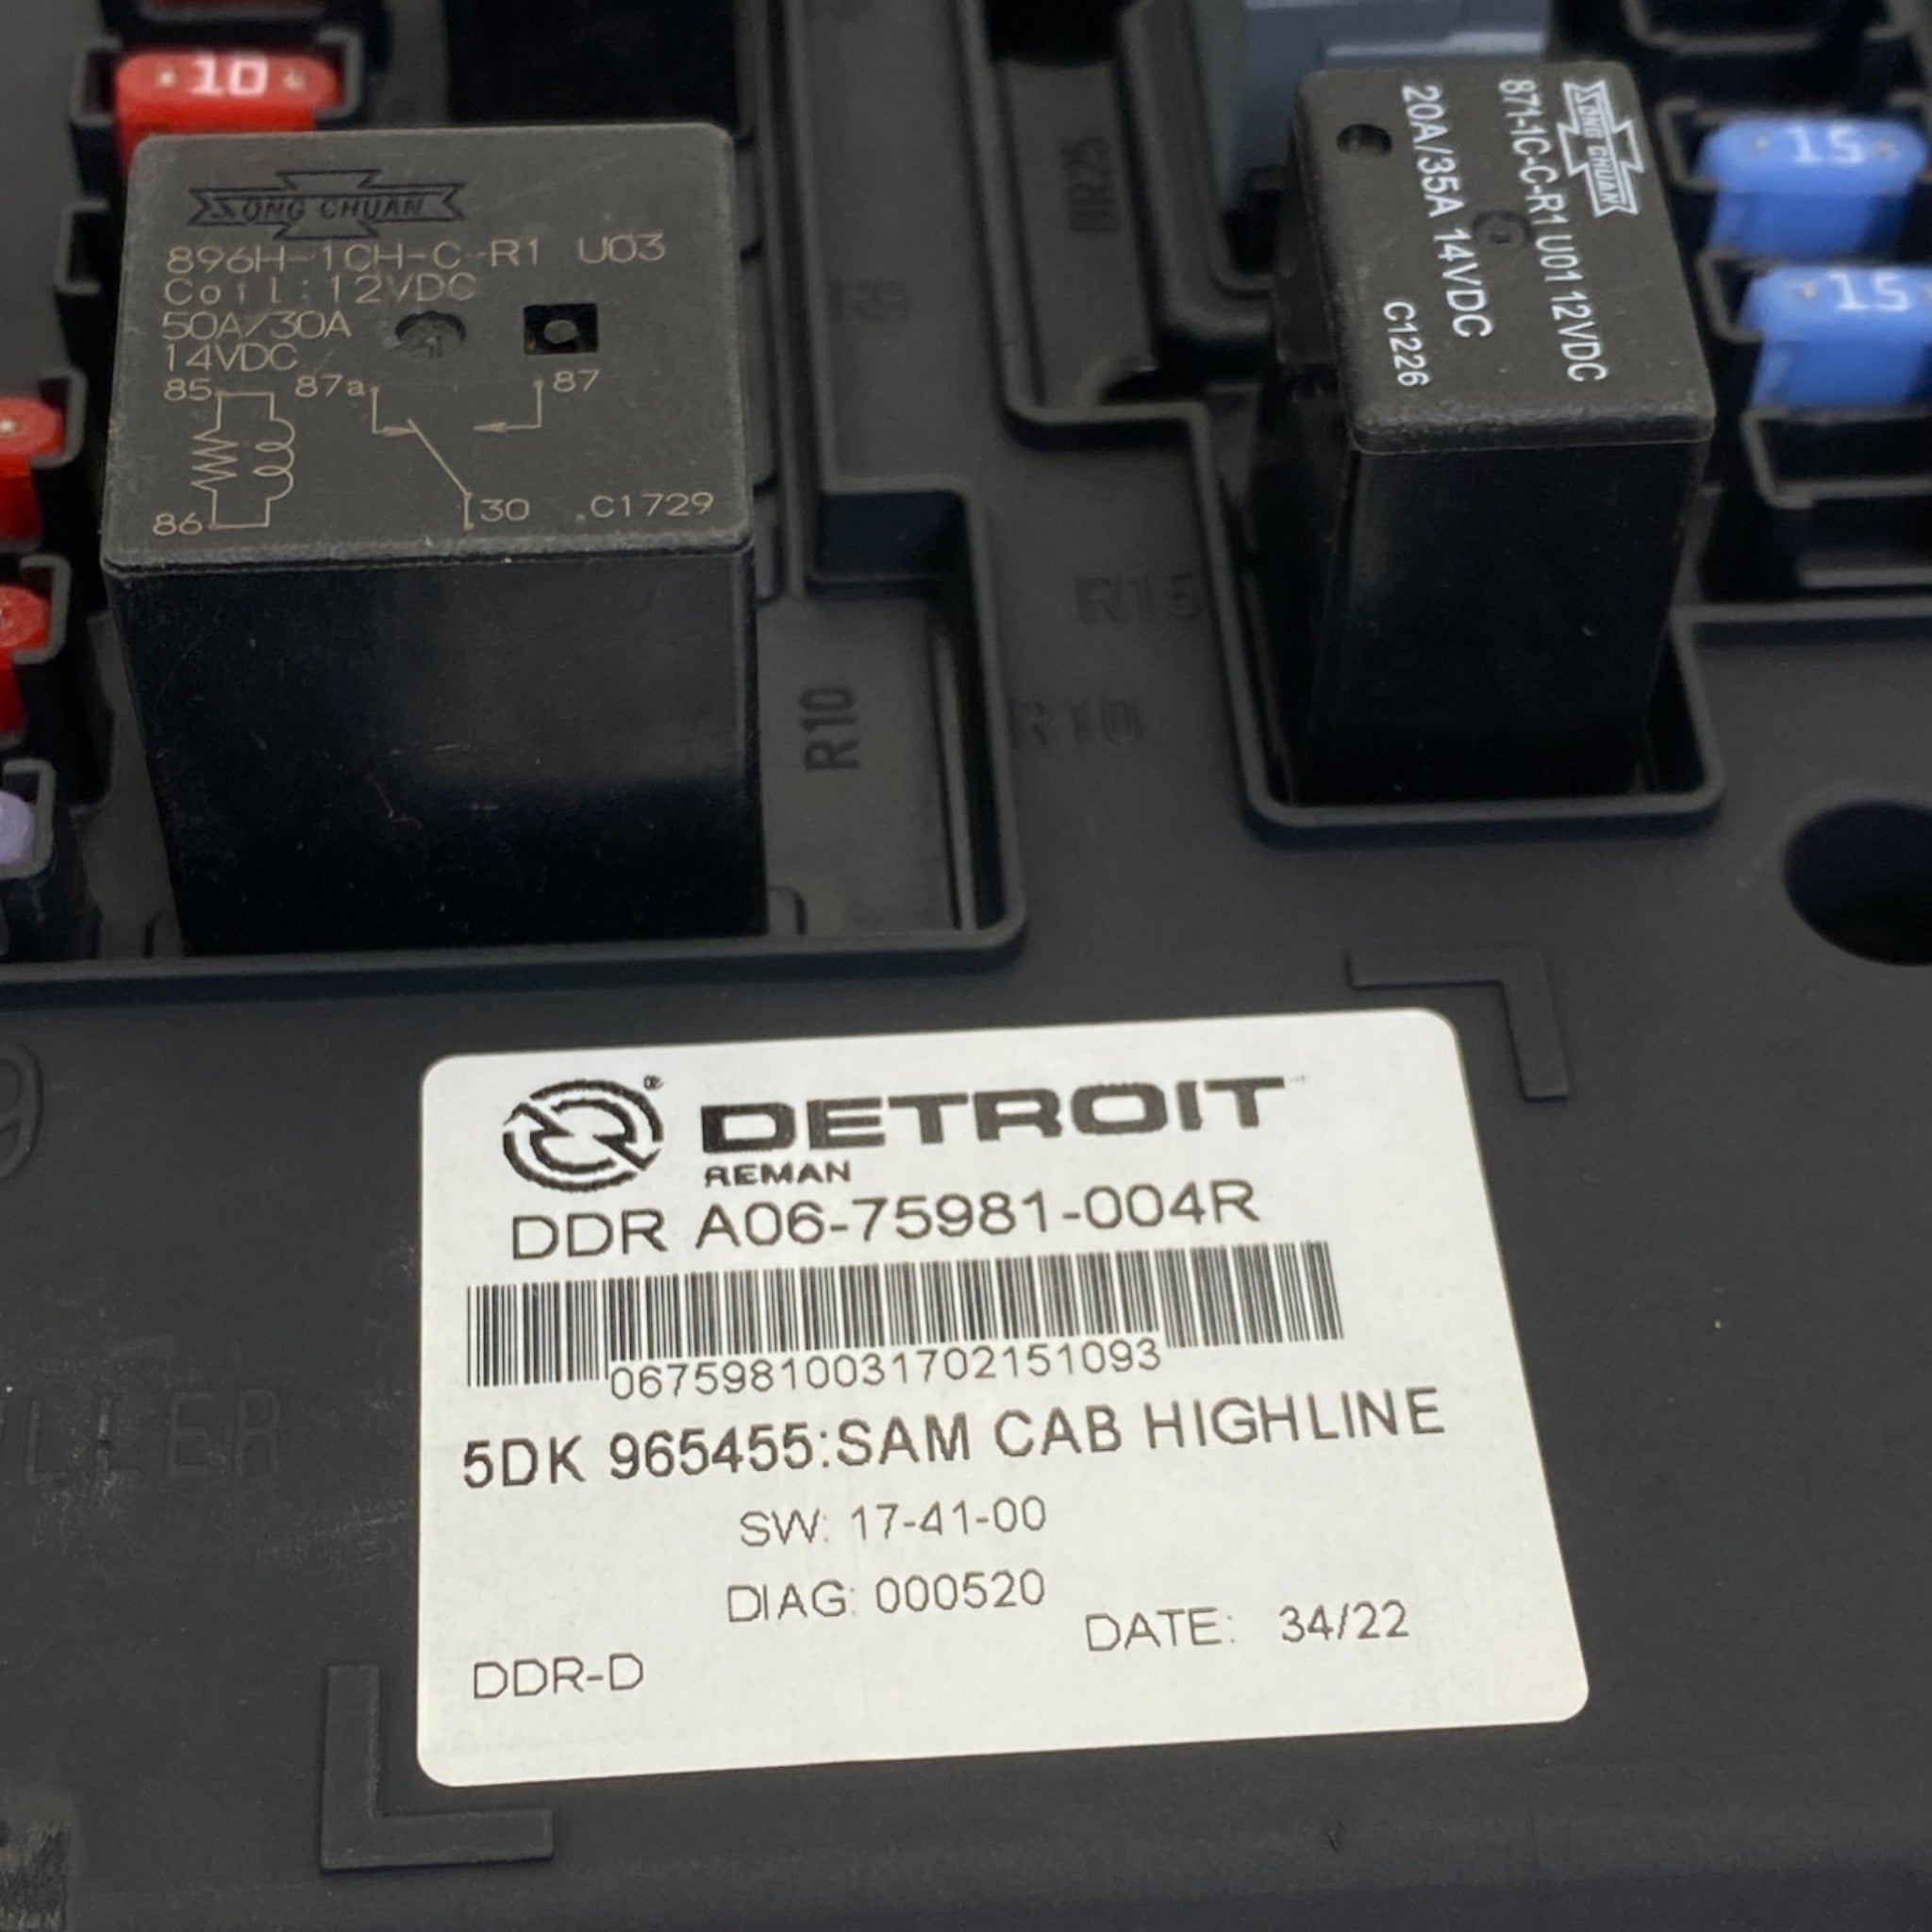 10
SONG CHUAN
896H-1CH-C-R1 U03
Coil: 12VDC
50A/30A
14VDC
85 87a 87
86 30 C1729
SONG CHUAN
871-1C-C-R1 U01 12VDC
20A/35A 14VDC
C1226
15
15
R15
R10
R10
DETROIT
REMAN
DDR A06-75981-004R
06759810031702151093
5DK 965455:SAM CAB HIGHLINE
SW: 17-41-00
DIAG: 000520
DATE: 34/22
DDR-D